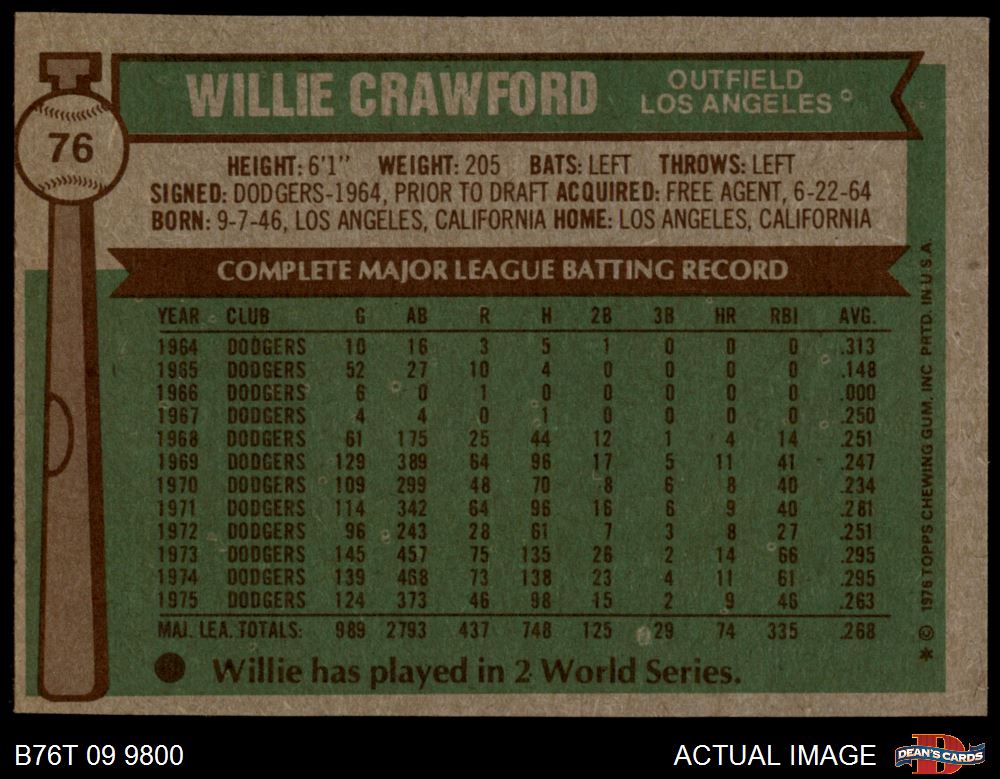 WILLIE CRAWFORD
OUTFIELD
LOS ANGELES
76
HEIGHT: 6'1" WEIGHT: 205 BATS: LEFT THROWS: LEFT
SIGNED: DODGERS-1964, PRIOR TO DRAFT ACQUIRED: FREE AGENT, 6-22-64
BORN: 9-7-46, LOS ANGELES, CALIFORNIA HOME: LOS ANGELES, CALIFORNIA
COMPLETE MAJOR LEAGUE BATTING RECORD
YEAR CLUB G AB R H 2B 3B HR RBI AVG.
1964 DODGERS 10 16 3 5 1 0 0 0 .313
1965 DODGERS 52 27 10 4 0 0 0 0 .148
1966 DODGERS 6 0 1 0 0 0 0 0 .000
1967 DODGERS 4 4 0 1 0 0 0 0 .250
1968 DODGERS 61 175 25 44 12 1 4 14 .251
1969 DODGERS 129 389 64 96 17 5 11 41 .247
1970 DODGERS 109 299 48 70 8 6 8 40 .234
1971 DODGERS 114 342 64 96 16 6 9 40 .281
1972 DODGERS 96 243 28 61 7 3 8 27 .251
1973 DODGERS 145 457 75 135 26 2 14 66 .295
1974 DODGERS 139 468 73 138 23 4 11 61 .295
1975 DODGERS 124 373 46 98 15 2 9 46 .263
MAJ. LEA. TOTALS: 989 2793 437 748 125 29 74 335 .268
Willie has played in 2 World Series.
* © 1976 TOPPS CHEWING GUM, INC PRTD. IN U.S.A.
B76T 09 9800
ACTUAL IMAGE
DEAN'S CARDS